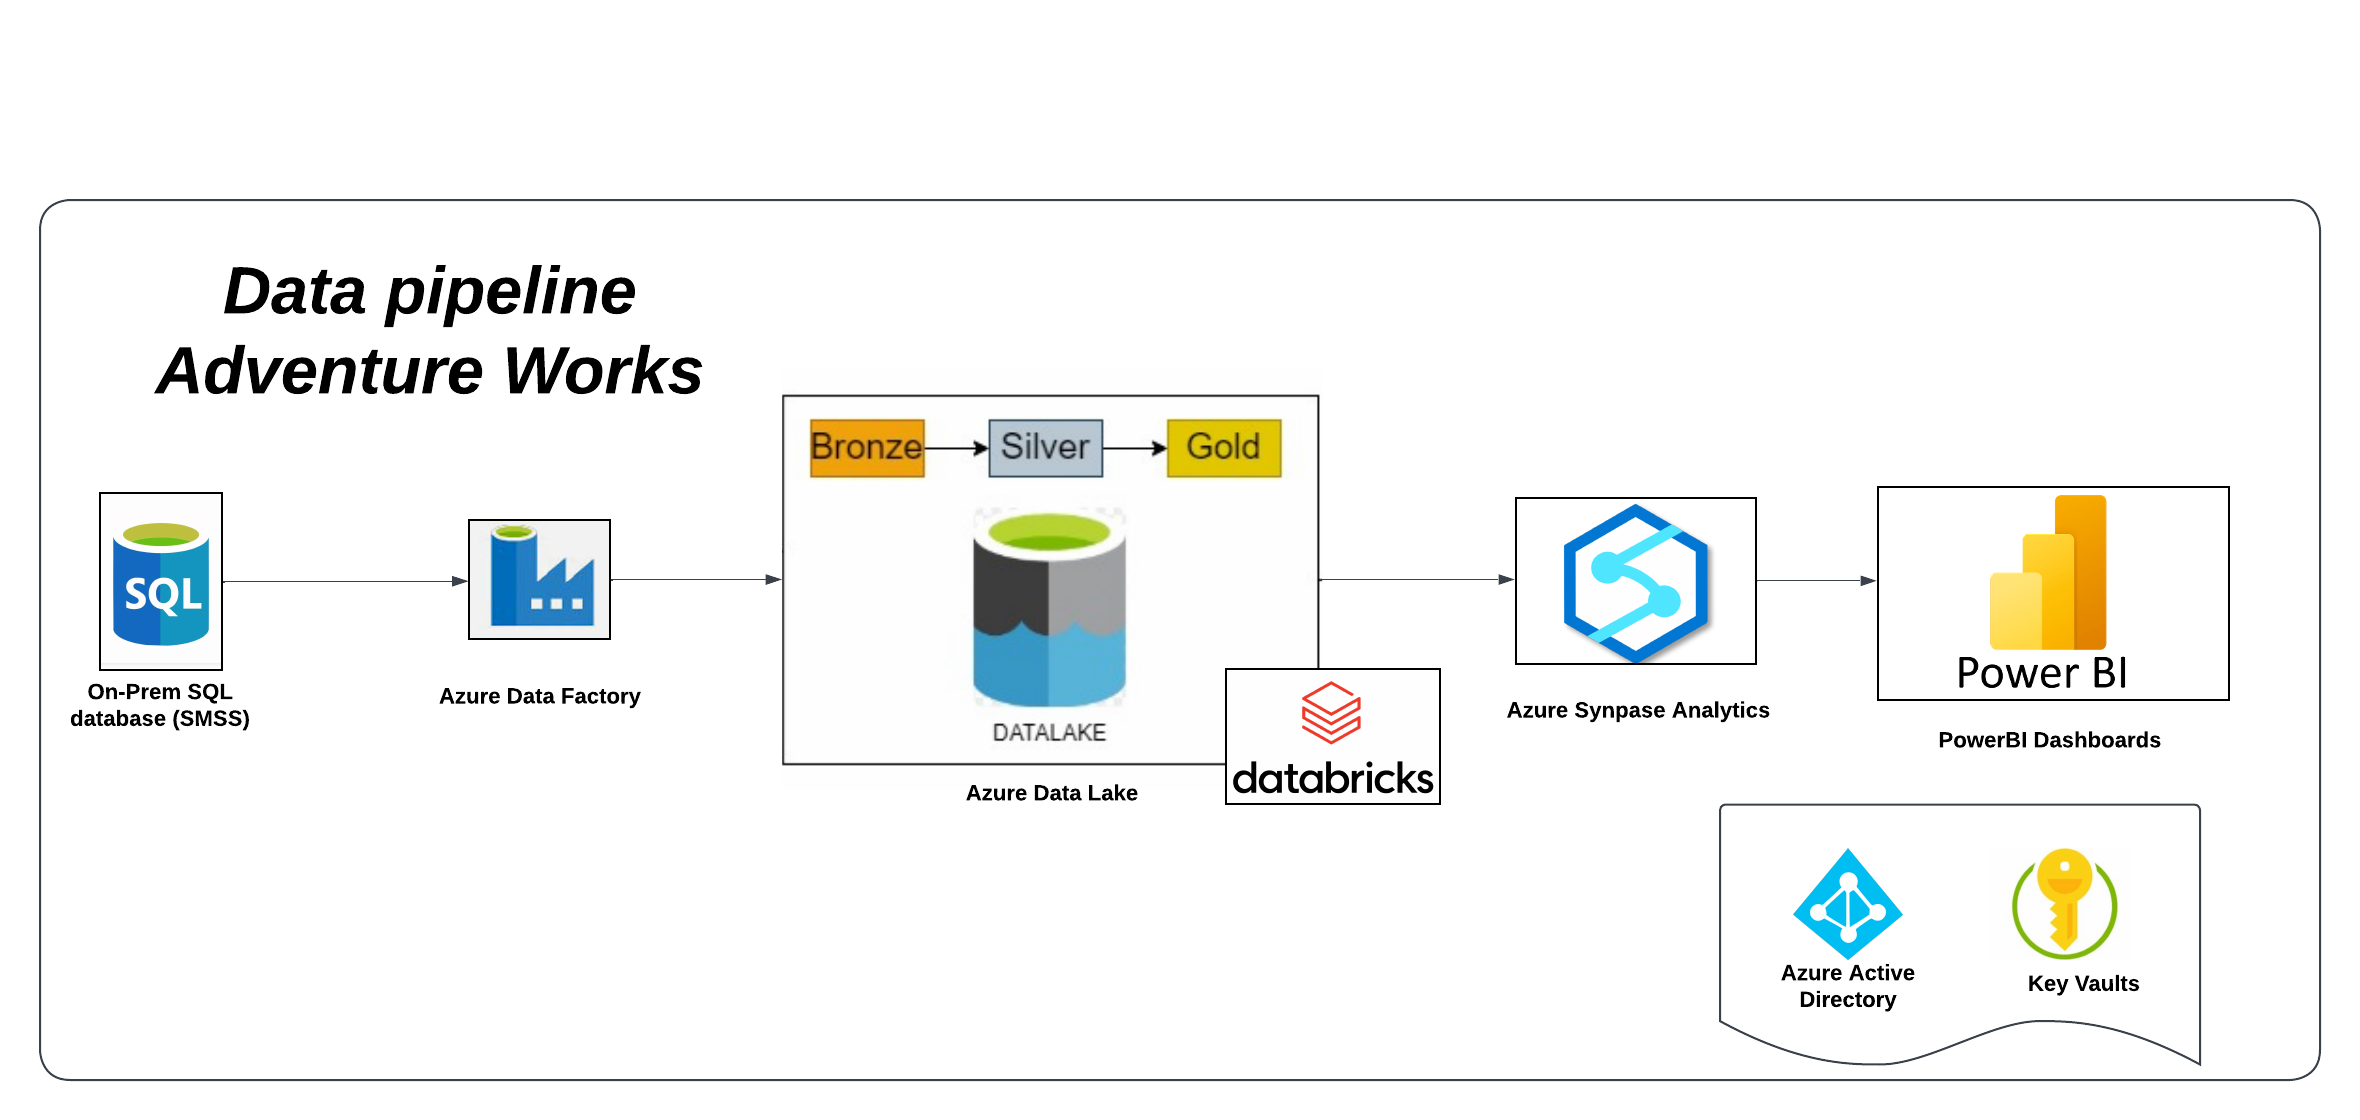 Data pipeline
Adventure Works
Bronze
Silver
Gold
SQL
On-Prem SQL
database (SMSS)
Azure Data Factory
DATALAKE
Azure Data Lake
databricks
Azure Synpase Analytics
Power BI
PowerBI Dashboards
Azure Active
Directory
Key Vaults